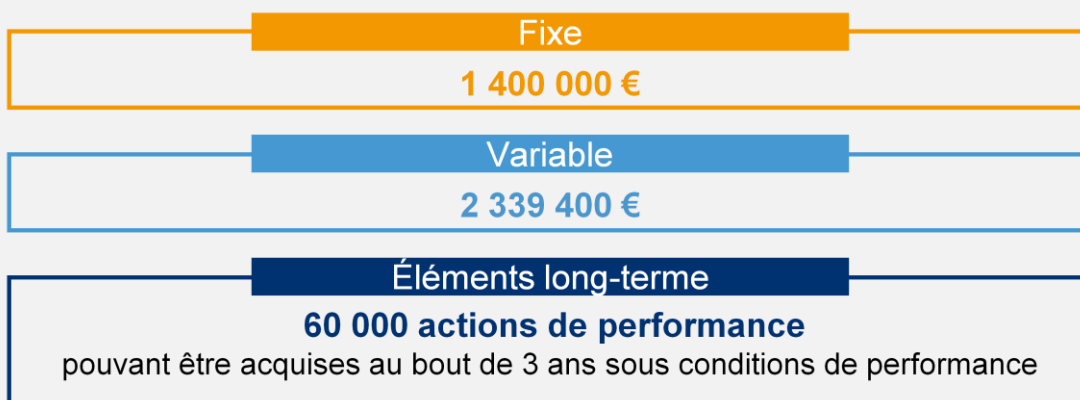 Fixe
1 400 000 €
Variable
2 339 400 €
Éléments long-terme
60 000 actions de performance
pouvant être acquises au bout de 3 ans sous conditions de performance